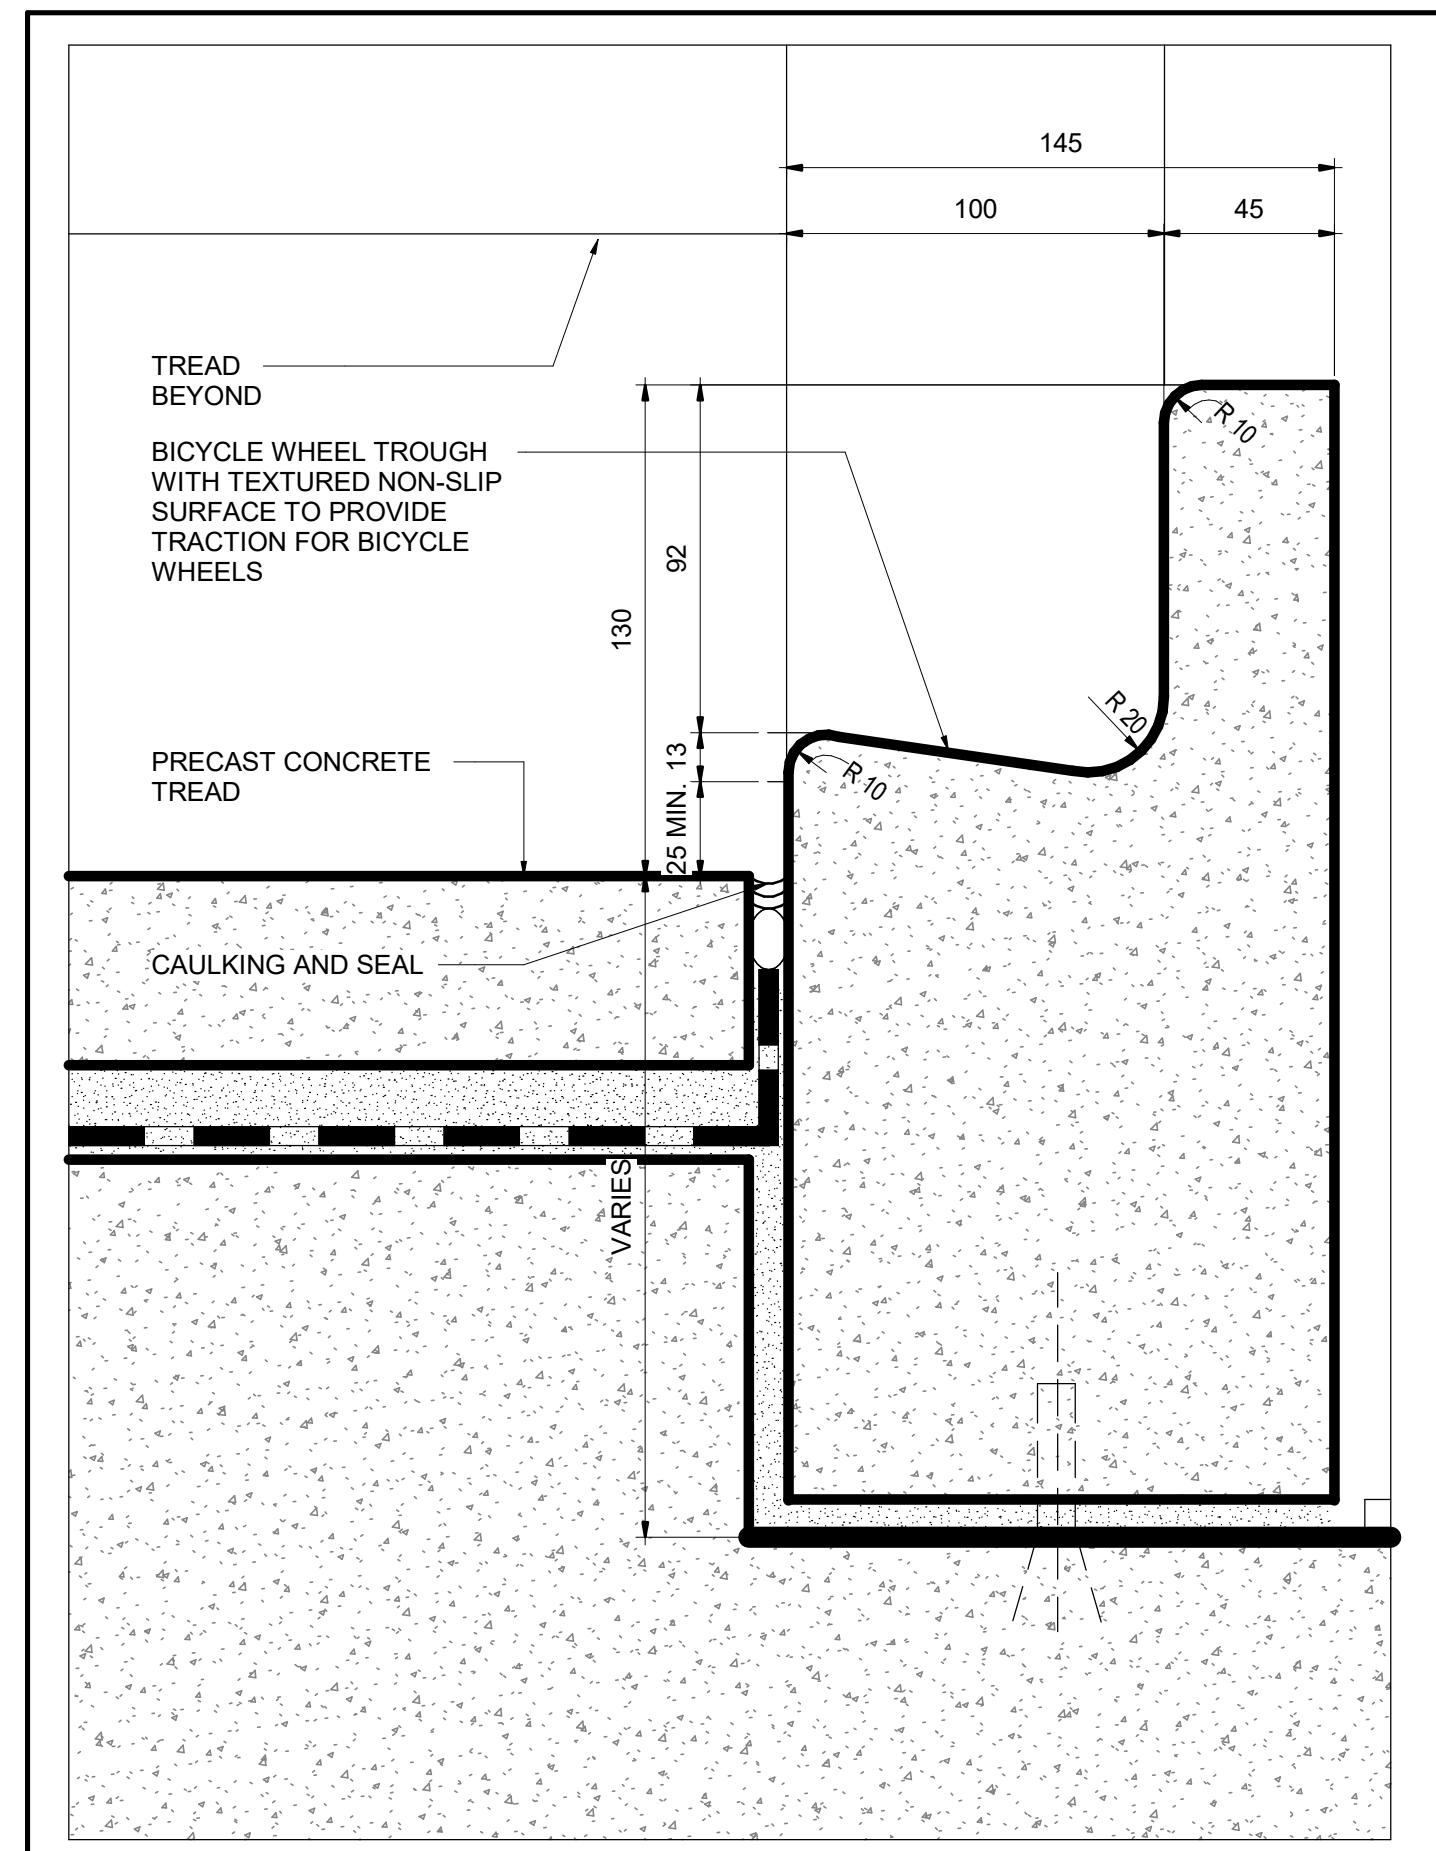 145
100
45
TREAD
BEYOND
R 10
BICYCLE WHEEL TROUGH
WITH TEXTURED NON-SLIP
SURFACE TO PROVIDE
TRACTION FOR BICYCLE
WHEELS
92
130
R 20
13
R 10
PRECAST CONCRETE
TREAD
25 MIN.
CAULKING AND SEAL
VARIES